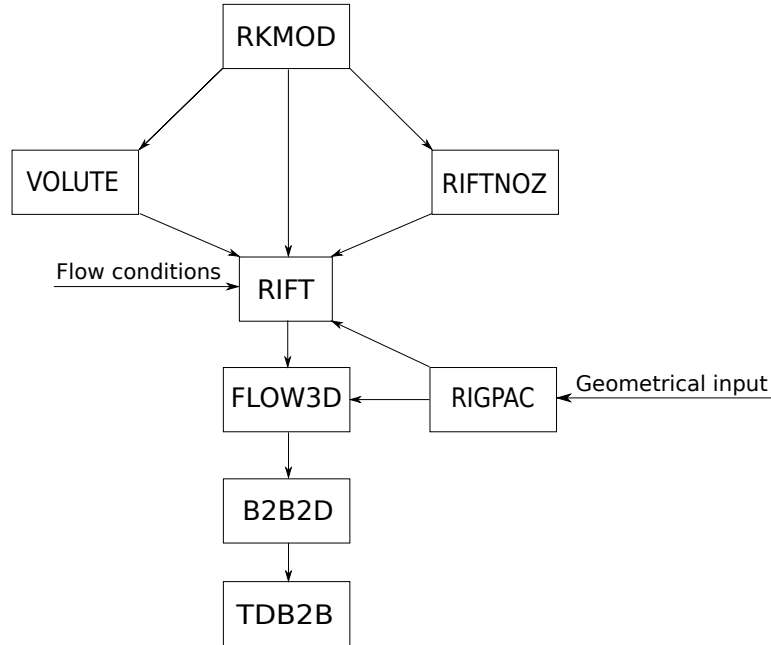 RKMOD
VOLUTE
RIFTNOZ
Flow conditions
RIFT
FLOW3D
RIGPAC
Geometrical input
B2B2D
TDB2B